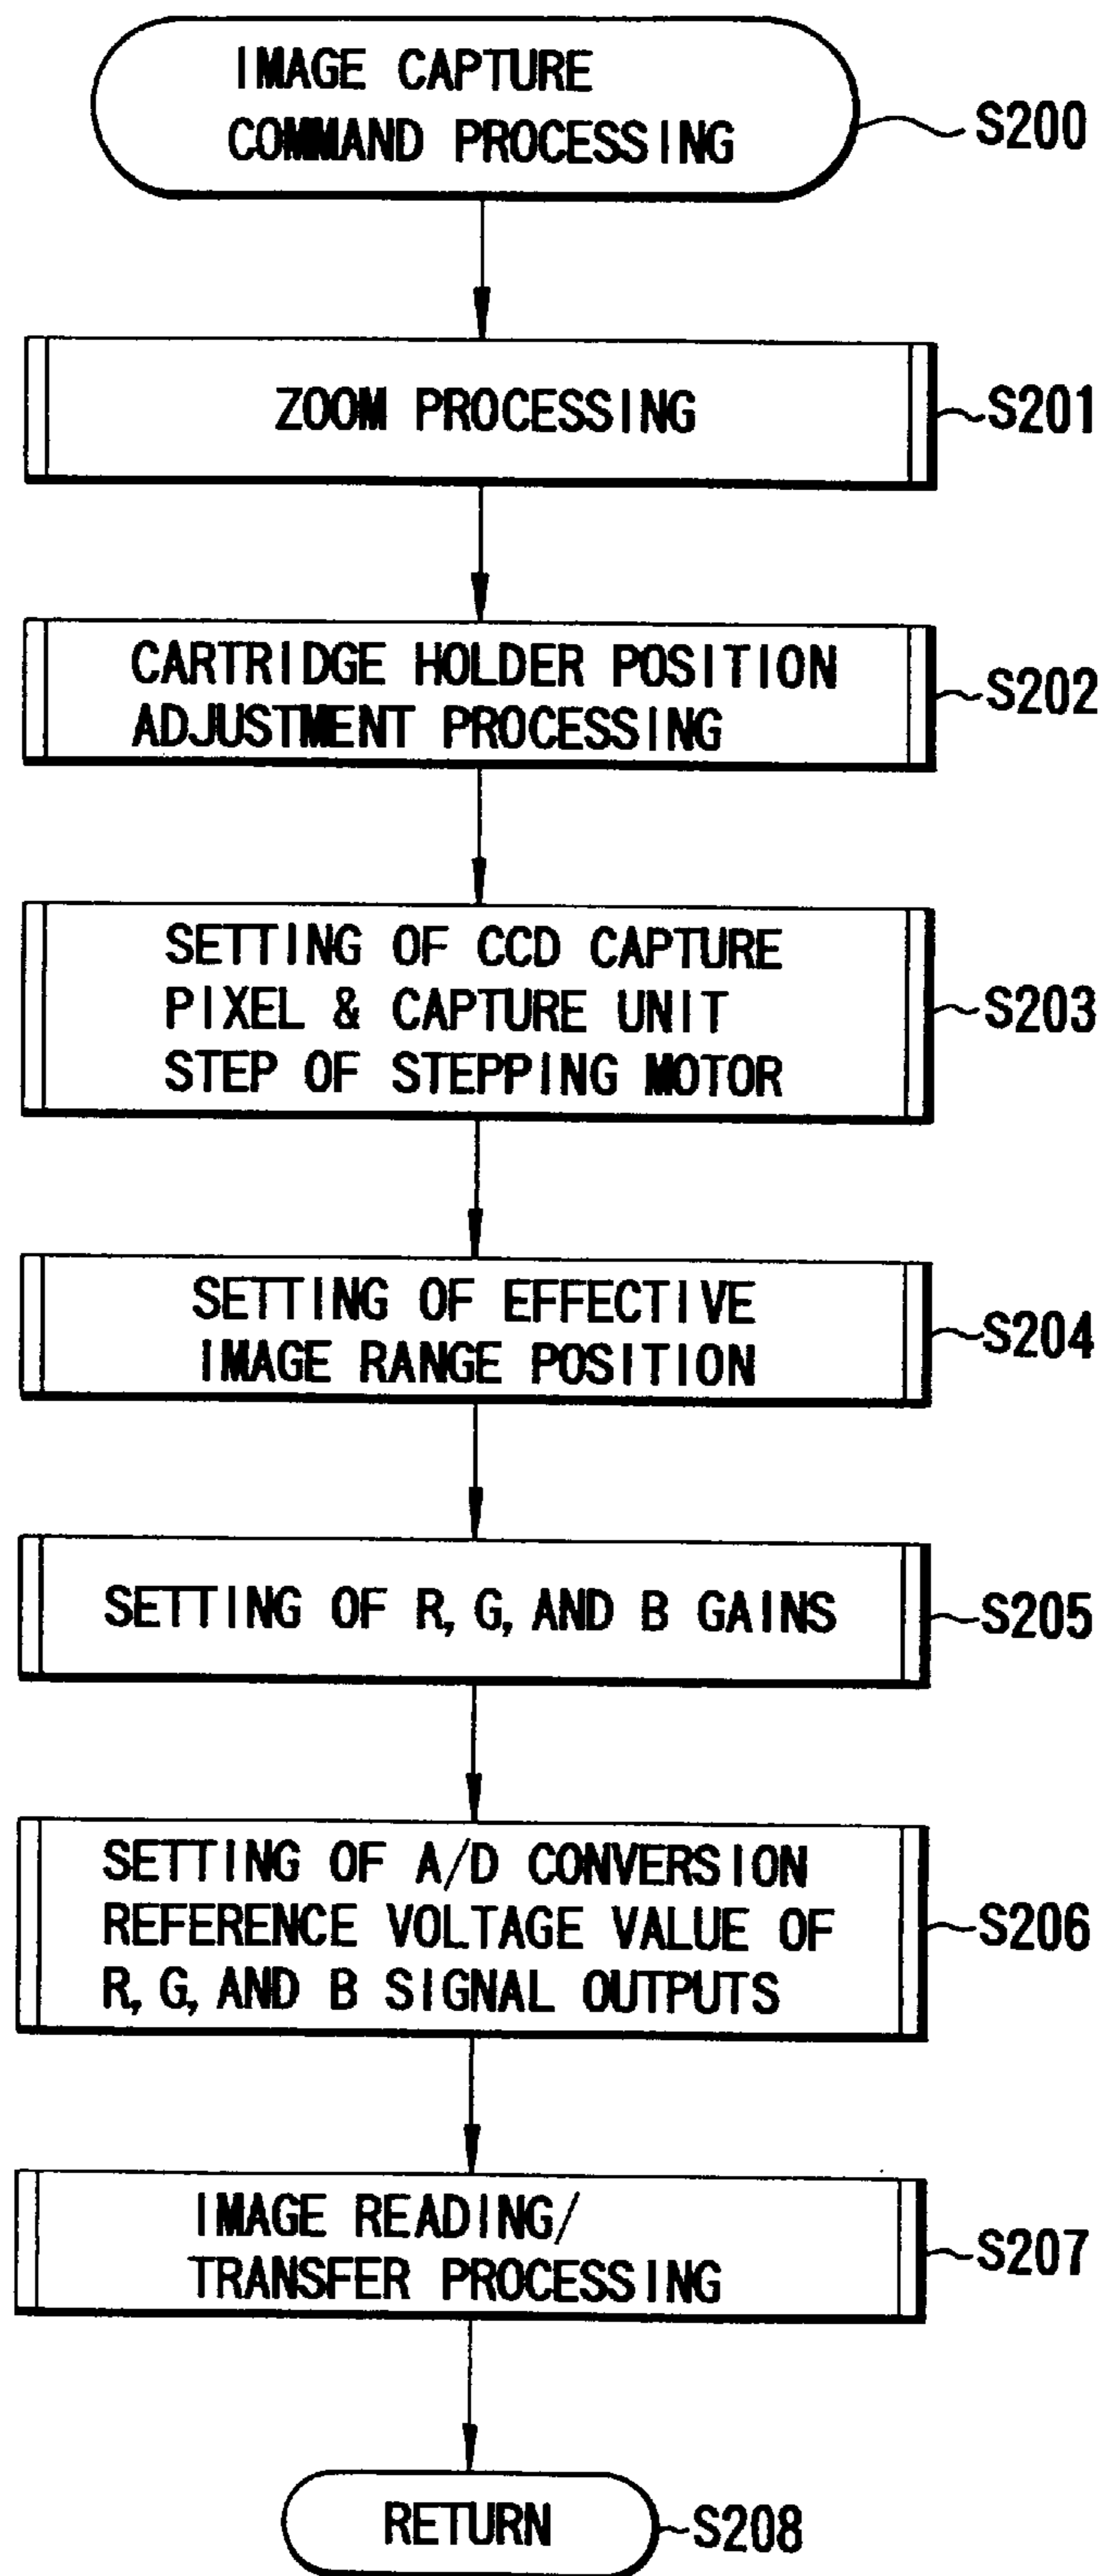 IMAGE CAPTURE
COMMAND PROCESSING
S200
ZOOM PROCESSING
S201
CARTRIDGE HOLDER POSITION
ADJUSTMENT PROCESSING
S202
SETTING OF CCD CAPTURE
PIXEL & CAPTURE UNIT
STEP OF STEPPING MOTOR
S203
SETTING OF EFFECTIVE
IMAGE RANGE POSITION
S204
SETTING OF R, G, AND B GAINS
S205
SETTING OF A/D CONVERSION
REFERENCE VOLTAGE VALUE OF
R, G, AND B SIGNAL OUTPUTS
S206
IMAGE READING/
TRANSFER PROCESSING
S207
RETURN
S208